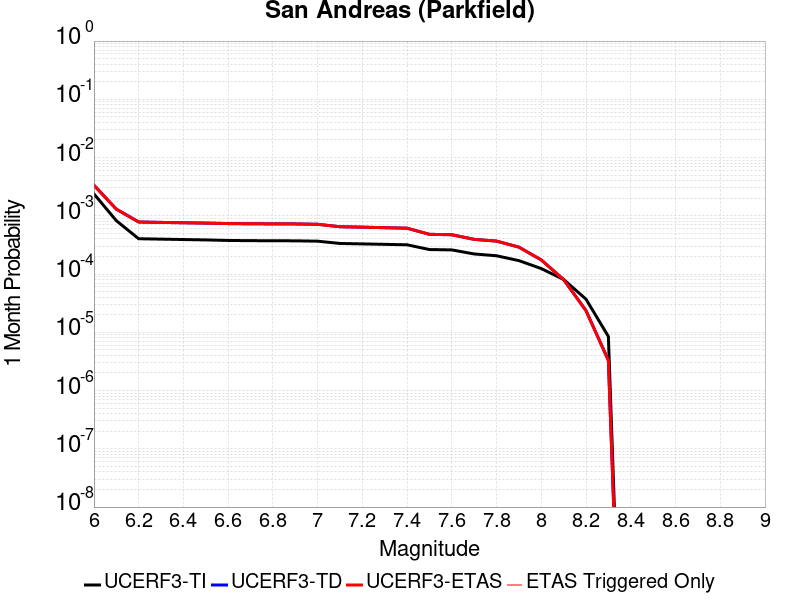 San Andreas (Parkfield)
1 Month Probability
10^0
10^-1
10^-2
10^-3
10^-4
10^-5
10^-6
10^-7
10^-8
6 6.2 6.4 6.6 6.8 7 7.2 7.4 7.6 7.8 8 8.2 8.4 8.6 8.8 9
Magnitude
UCERF3-TI UCERF3-TD UCERF3-ETAS ETAS Triggered Only